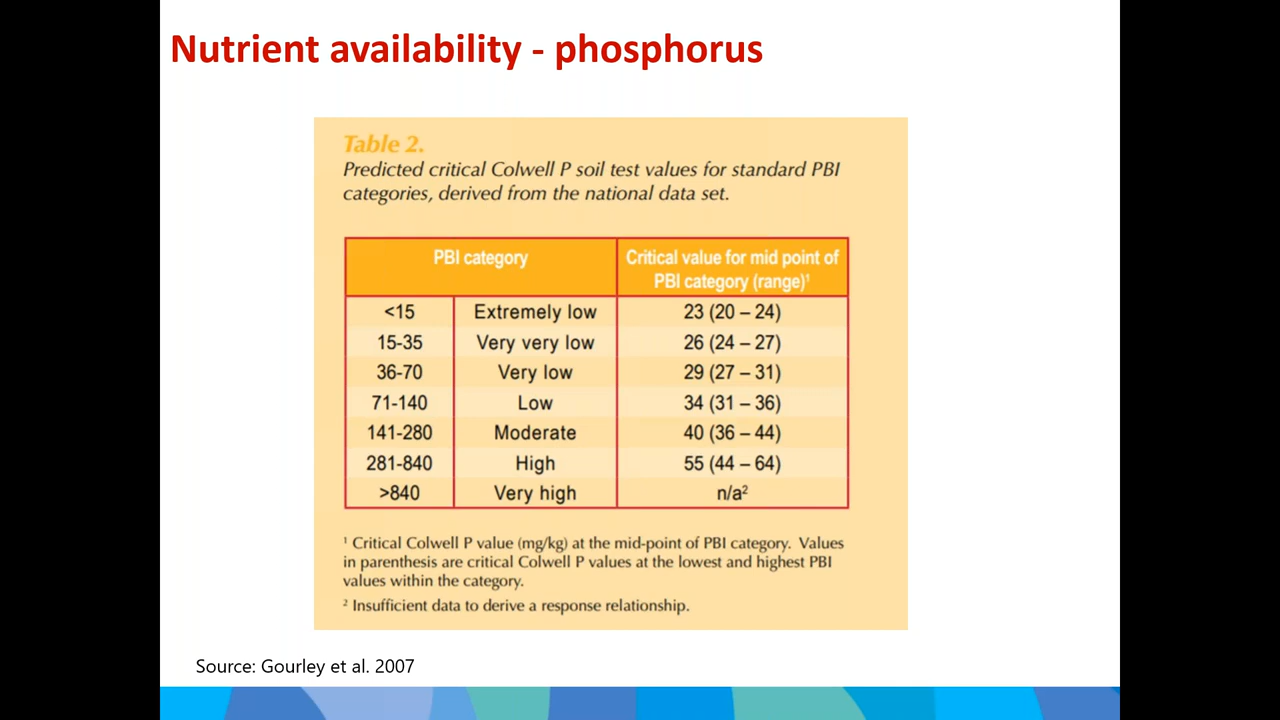 Nutrient availability - phosphorus
Table 2.
Predicted critical Colwell P soil test values for standard PBI
categories, derived from the national data set.
PBI category
Critical value for mid point of
PBI category (range)¹
<15 Extremely low 23 (20 – 24)
15-35 Very very low 26 (24 – 27)
36-70 Very low 29 (27 – 31)
71-140 Low 34 (31 – 36)
141-280 Moderate 40 (36 – 44)
281-840 High 55 (44 – 64)
>840 Very high n/a²
¹ Critical Colwell P value (mg/kg) at the mid-point of PBI category. Values
in parenthesis are critical Colwell P values at the lowest and highest PBI
values within the category.
² Insufficient data to derive a response relationship.
Source: Gourley et al. 2007